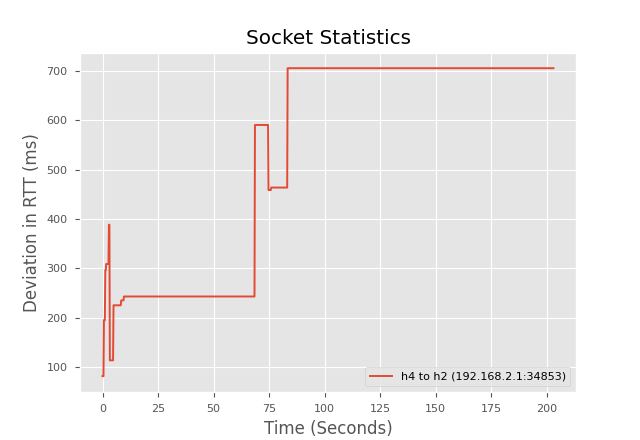 Socket Statistics
700
600
500
400
300
200
100
Deviation in RTT (ms)
h4 to h2 (192.168.2.1:34853)
0 25 50 75 100 125 150 175 200
Time (Seconds)